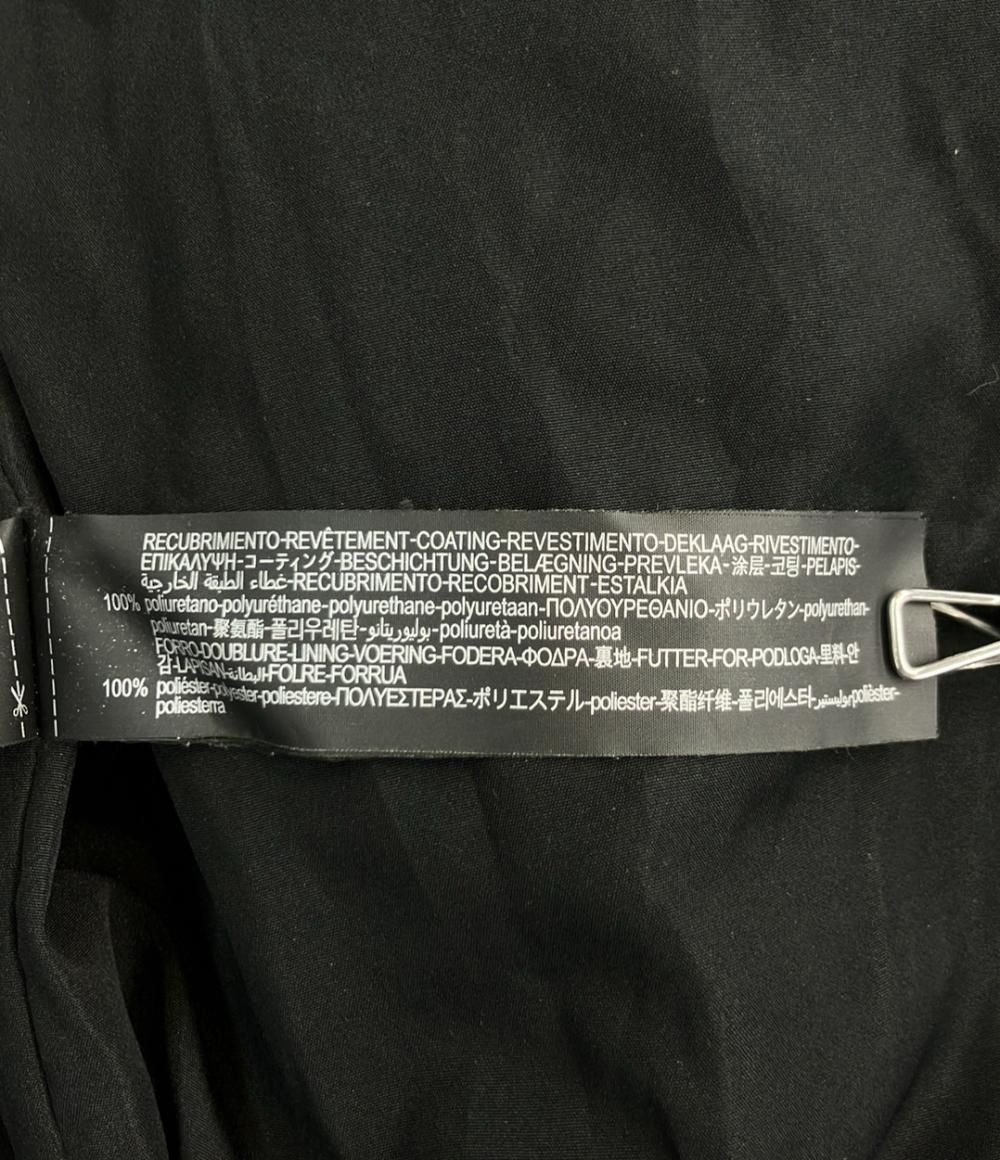 RECUBRIMIENTO-REVÊTEMENT-COATING-REVESTIMENTO-DEKLAAG-RIVESTIMENTO-
ΕΠΙΚΑΛΥΨΗ-コーティング-BESCHICHTUNG-BELÆGNING-PREVLEKA-涂层-코팅-PELAPIS-
غطاء الطبقة الخارجية-RECUBRIMENTO-RECOBRIMENT-ESTALKIA
100% poliuretano-polyuréthane-polyurethane-polyuretaan-ΠΟΛΥΟΥΡΕΘΑΝΙΟ-ポリウレタン-polyurethan-
poliuretan-聚氨酯-폴리우레탄-بوليوريتانو-poliuretà-poliuretanoa
FORRO-DOUBLURE-LINING-VOERING-FODERA-ΦΟΔΡΑ-裏地-FUTTER-FOR-PODLOGA-里料-안
감-LAPISAN-البطانة-FOLRE-FORRUA
100% poliéster-polyester-poliestere-ΠΟΛΥΕΣΤΕΡΑΣ-ポリエステル-poliester-聚酯纤维-폴리에스타-بوليستير-polièster-
poliesterra